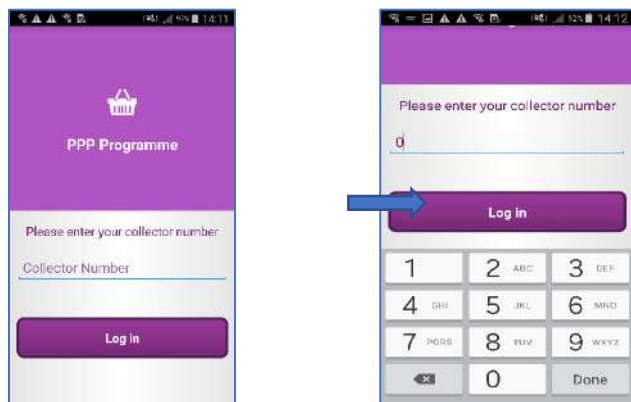 14:11
PPP Programme
Please enter your collector number
Collector Number
Log in
14:12
Please enter your collector number
0
Log in
1
2 ABC
3 DEF
4 GHI
5 JKL
6 MNO
7 PQRS
8 TUV
9 WXYZ
0
Done